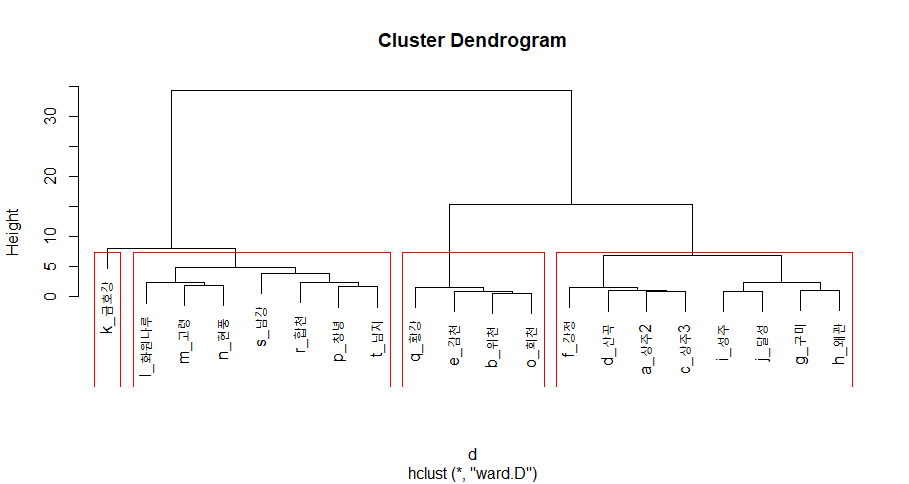 Cluster Dendrogram
Height
0
5
10
20
30
k_금호강
l_화원나루
m_고령
n_현풍
s_남강
r_합천
p_창녕
t_남지
q_황강
e_감천
b_위천
o_회천
f_강정
d_산곡
a_상주2
c_상주3
i_성주
j_달성
g_구미
h_왜관
d
hclust (*, "ward.D")